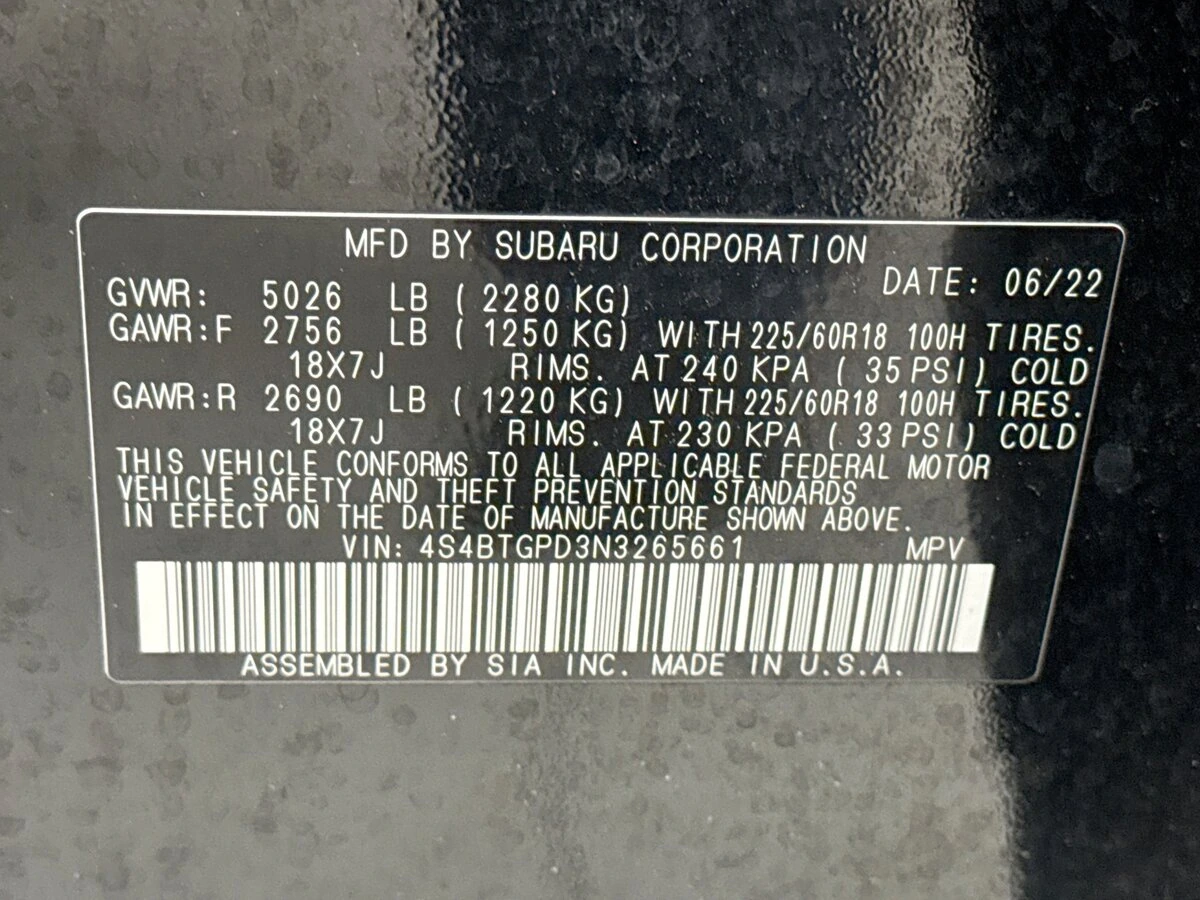 MFD BY SUBARU CORPORATION
DATE: 06/22
GVWR: 5026 LB ( 2280 KG)
GAWR:F 2756 LB ( 1250 KG) WITH 225/60R18 100H TIRES.
18X7J RIMS. AT 240 KPA ( 35 PSI) COLD
GAWR:R 2690 LB ( 1220 KG) WITH 225/60R18 100H TIRES.
18X7J RIMS. AT 230 KPA ( 33 PSI) COLD
THIS VEHICLE CONFORMS TO ALL APPLICABLE FEDERAL MOTOR
VEHICLE SAFETY AND THEFT PREVENTION STANDARDS
IN EFFECT ON THE DATE OF MANUFACTURE SHOWN ABOVE.
VIN: 4S4BTGPD3N3265661 MPV
ASSEMBLED BY SIA INC. MADE IN U.S.A.